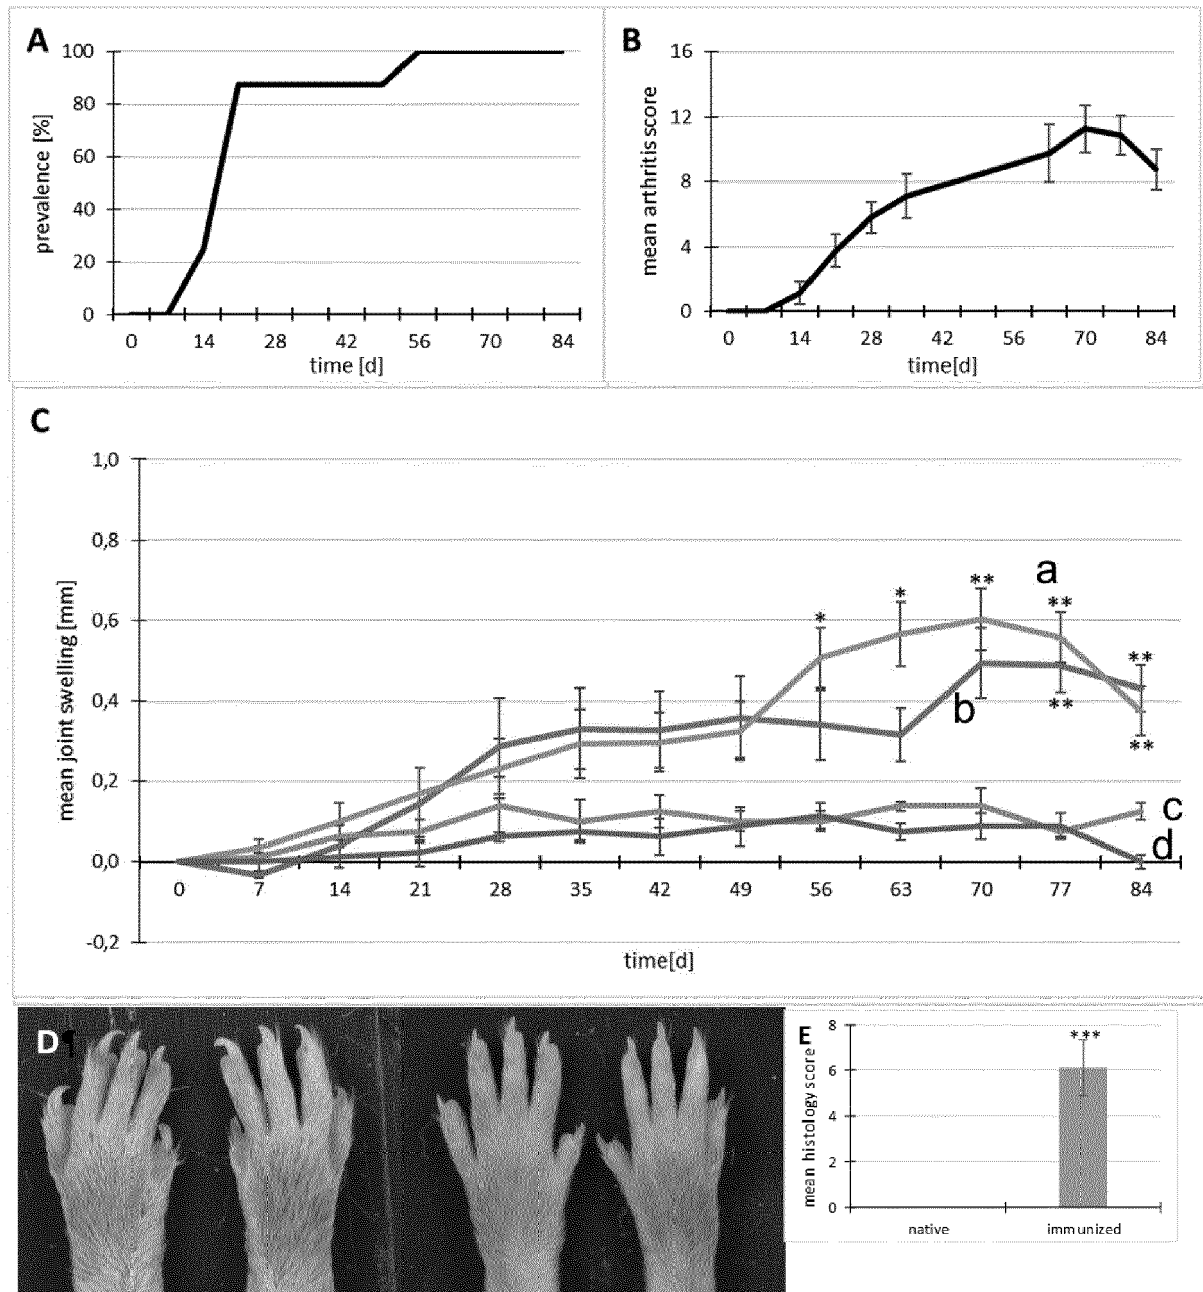 A
100
80
60
40
20
0
prevalence [%]
0 14 28 42 56 70 84
time [d]
B
16
12
8
4
0
mean arthritis score
0 14 28 42 56 70 84
time[d]
C
1,0
0,8
0,6
0,4
0,2
0,0
-0,2
mean joint swelling [mm]
* * ** ** **
** **
a
b
c
d
0 7 14 21 28 35 42 49 56 63 70 77 84
time[d]
D¶
E
8
6
4
2
0
mean histology score
***
native immunized